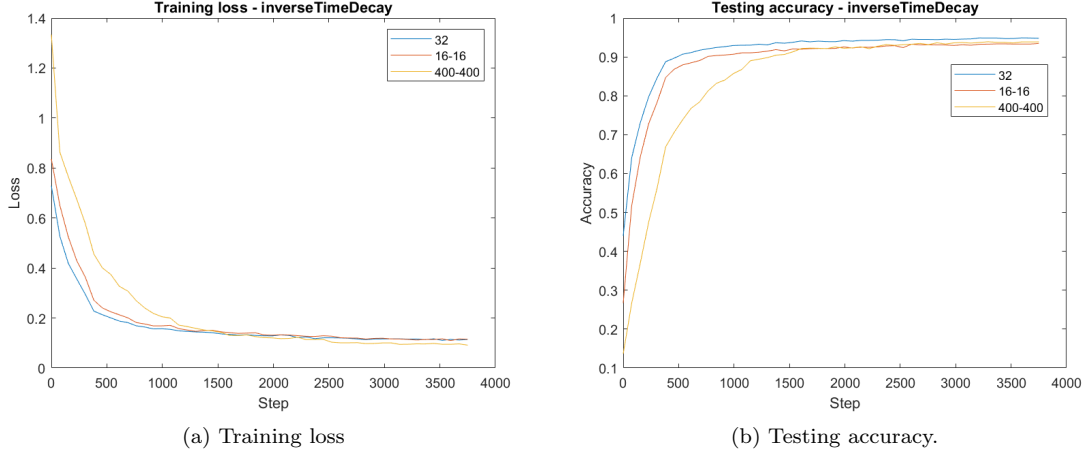 Training loss - inverseTimeDecay
1.4
1.2
1
0.8
0.6
0.4
0.2
0
Loss
32
16-16
400-400
0 500 1000 1500 2000 2500 3000 3500 4000
Step
(a) Training loss
Testing accuracy - inverseTimeDecay
1
0.9
0.8
0.7
0.6
0.5
0.4
0.3
0.2
0.1
Accuracy
32
16-16
400-400
0 500 1000 1500 2000 2500 3000 3500 4000
Step
(b) Testing accuracy.